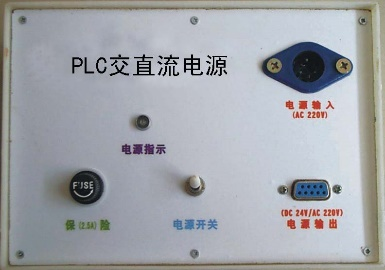 PLC交直流电源
电源输入
(AC 220V)
电源指示
FUSE
保(2.5A)险
电源开关
(DC 24V/AC 220V)
电源输出